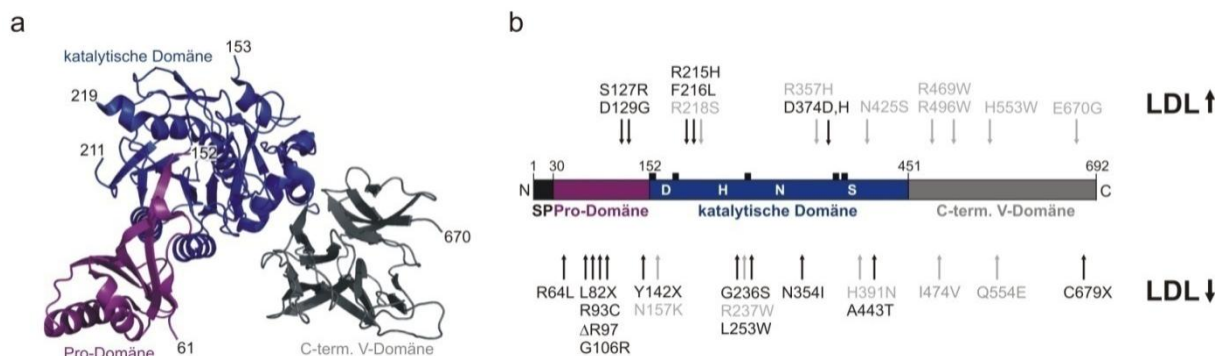 a
katalytische Domäne
153
219
211
152
670
61
Pro-Domäne
C-term. V-Domäne
b
R215H
S127R F216L R357H R469W
D129G R218S D374D,H N425S R496W H553W E670G
LDL
1 30 152 451 692
N D H N S C
SP Pro-Domäne katalytische Domäne C-term. V-Domäne
R64L L82X Y142X G236S N354I H391N I474V Q554E C679X
LDL
R93C N157K R237W A443T
ΔR97 L253W
G106R